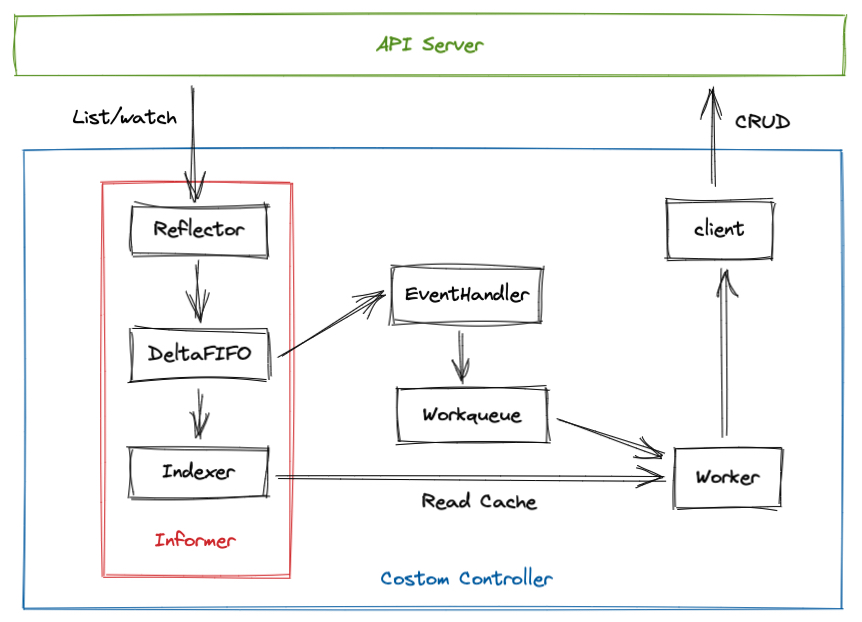 API Server
List/watch
CRUD
Reflector
client
EventHandler
DeltaFIFO
Workqueue
Indexer
Worker
Read Cache
Informer
Costom Controller